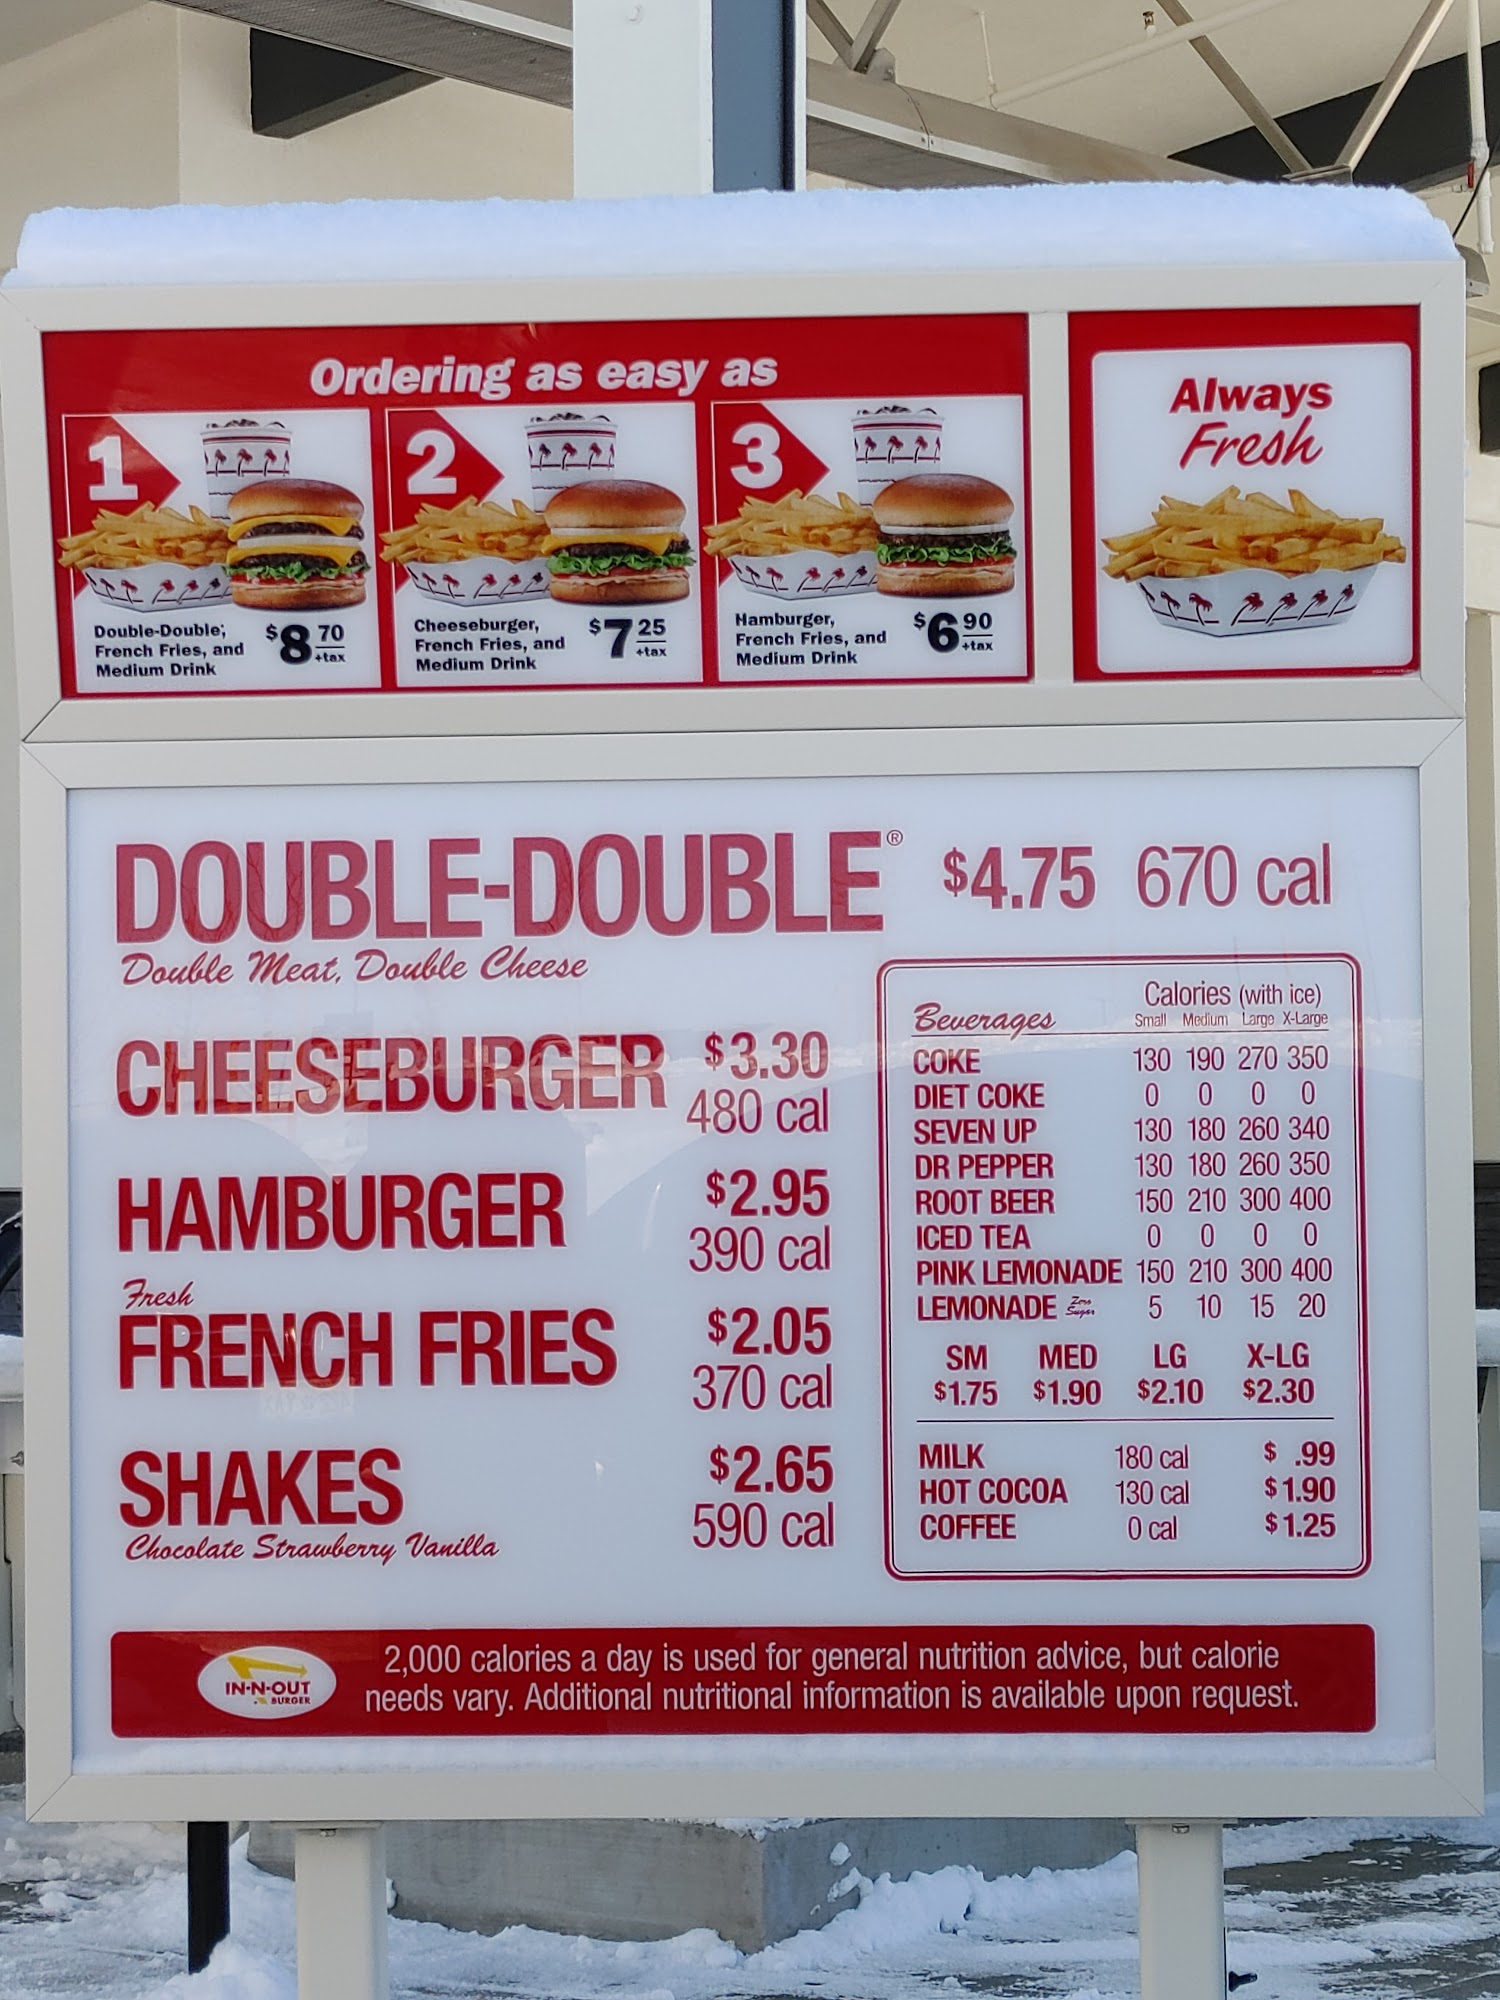 Ordering as easy as
1
Double-Double,
French Fries, and
Medium Drink
$8 70
+tax
2
Cheeseburger,
French Fries, and
Medium Drink
$7 25
+tax
3
Hamburger,
French Fries, and
Medium Drink
$6 90
+tax
Always
Fresh
DOUBLE-DOUBLE® $4.75 670 cal
Double Meat, Double Cheese
CHEESEBURGER $3.30
480 cal
HAMBURGER $2.95
390 cal
Fresh
FRENCH FRIES $2.05
370 cal
SHAKES $2.65
590 cal
Chocolate Strawberry Vanilla
Calories (with ice)
Beverages Small Medium Large X-Large
COKE 130 190 270 350
DIET COKE 0 0 0 0
SEVEN UP 130 180 260 340
DR PEPPER 130 180 260 350
ROOT BEER 150 210 300 400
ICED TEA 0 0 0 0
PINK LEMONADE 150 210 300 400
LEMONADE Zero Sugar 5 10 15 20
SM MED LG X-LG
$1.75 $1.90 $2.10 $2.30
MILK 180 cal $ .99
HOT COCOA 130 cal $1.90
COFFEE 0 cal $1.25
IN-N-OUT
BURGER
2,000 calories a day is used for general nutrition advice, but calorie
needs vary. Additional nutritional information is available upon request.